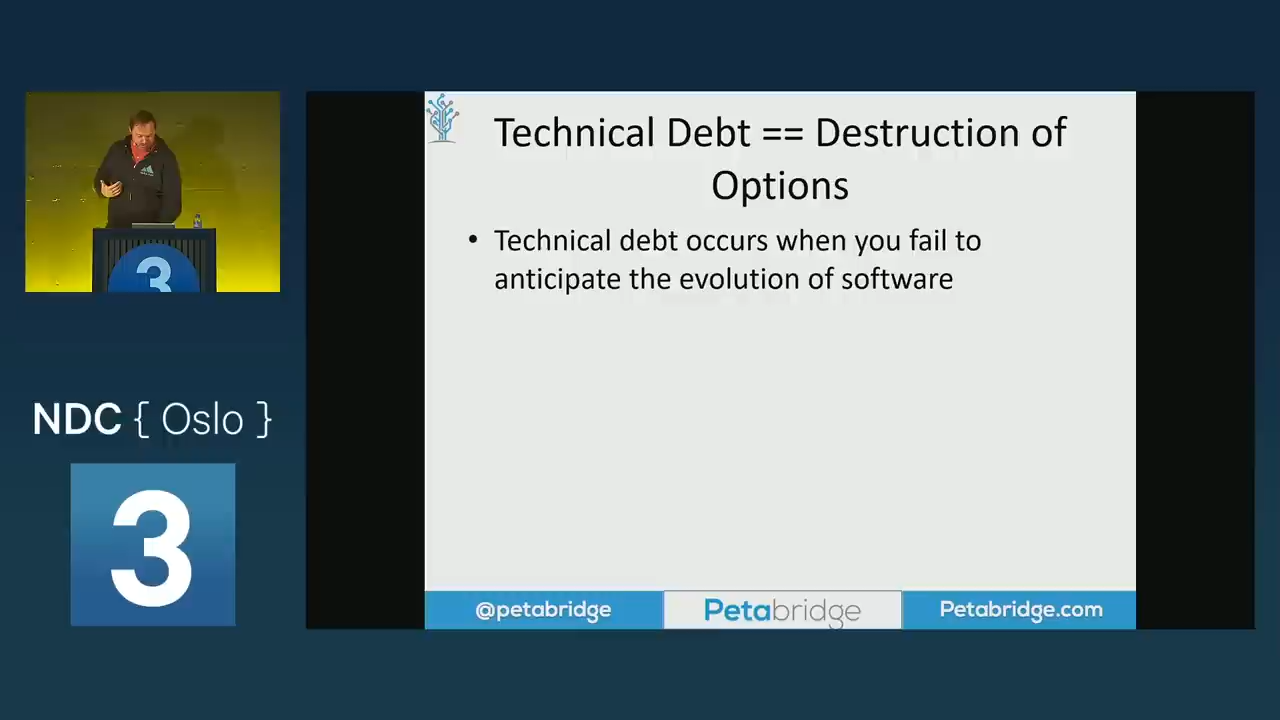 Technical Debt == Destruction of
Options
• Technical debt occurs when you fail to
anticipate the evolution of software
3
NDC { Oslo }
3
@petabridge
Petabridge
Petabridge.com